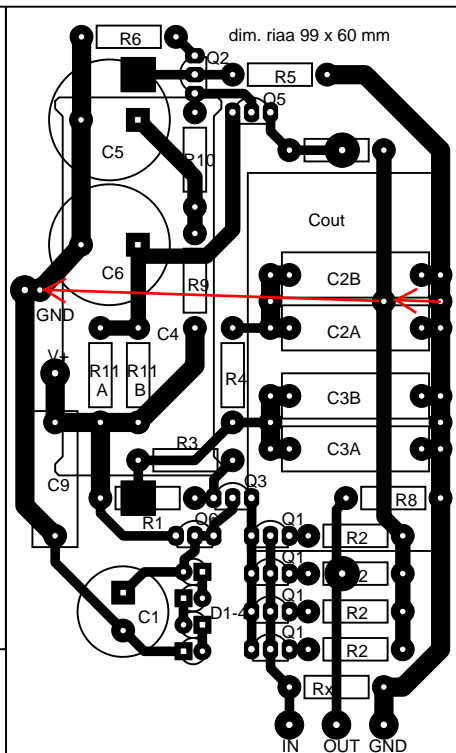 dim. riaa 99 x 60 mm
R6
Q2
R5
Q5
C5
R10
Cout
C6
C2B
R9
GND
C4
C2A
V+
R11
A
R11
B
R4
C3B
R3
C3A
C9
Q3
R1
R8
Q6
Q1
R2
Q1
R2
C1
D1-4
Q1
R2
Q1
R2
Rx
IN OUT GND